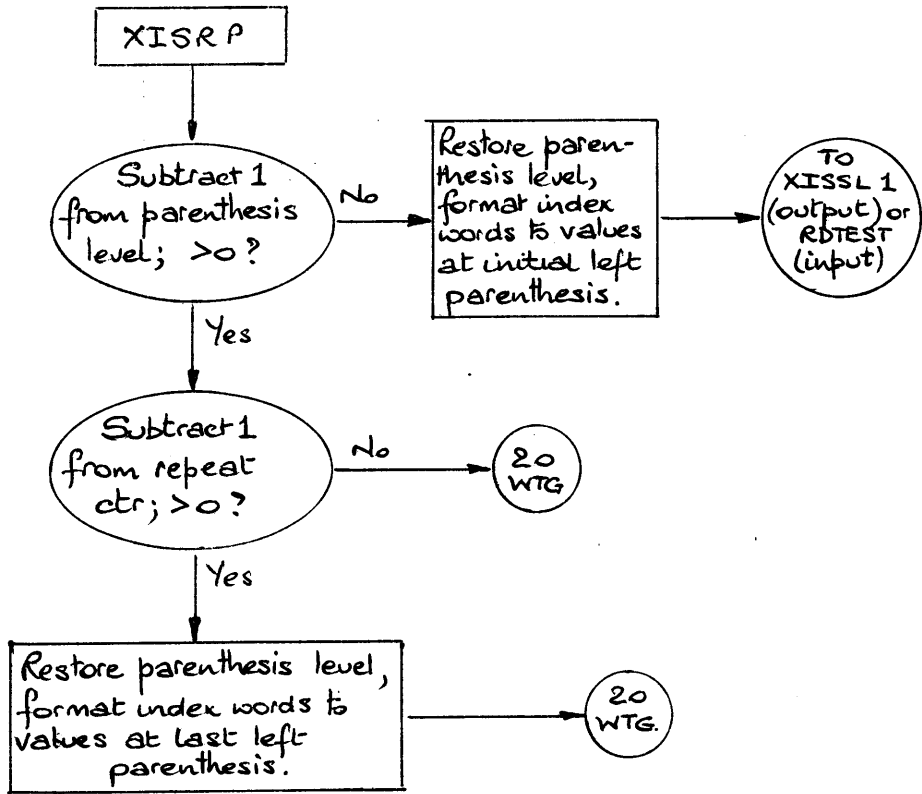 XISRP
Subtract 1
from parenthesis
level; >0?
No
Restore paren-
thesis level,
format index
words to values
at initial left
parenthesis.
TO
XISSL 1
(output) or
RDTEST
(input)
Yes
Subtract 1
from repeat
ctr; >0?
No
20
WTG
Yes
Restore parenthesis level,
format index words to
values at last left
parenthesis.
20
WTG.